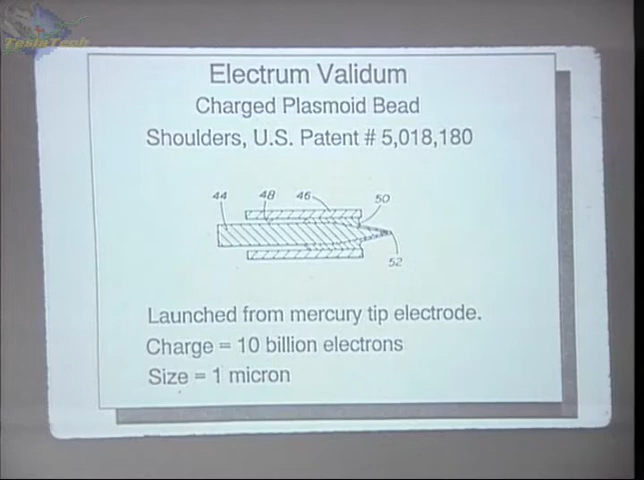 TeslaTech
Electrum Validum
Charged Plasmoid Bead
Shoulders, U.S. Patent # 5,018,180
44 48 46 50
52
Launched from mercury tip electrode.
Charge = 10 billion electrons
Size = 1 micron